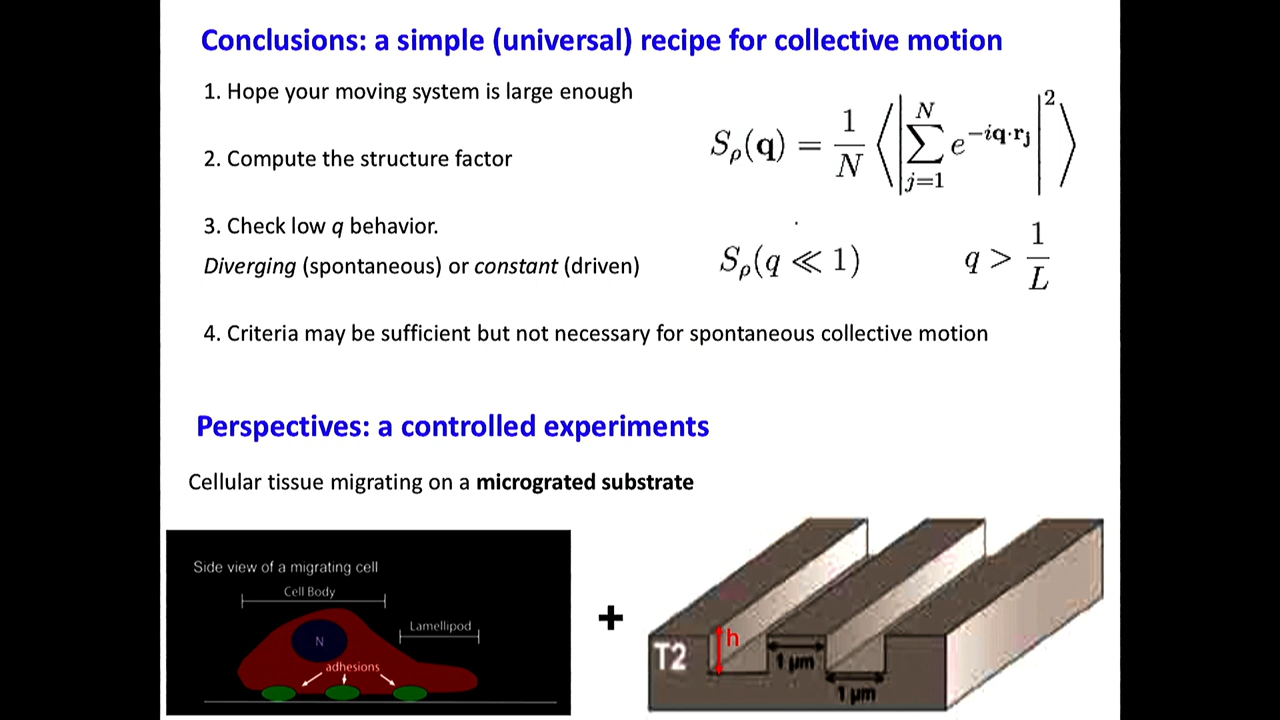 Conclusions: a simple (universal) recipe for collective motion
1. Hope your moving system is large enough
2. Compute the structure factor
S_ρ(𝐪) = \frac{1}{N} ⟨ | \sum_{j=1}^{N} e^{-i𝐪·𝐫_𝐣} |^2 ⟩
3. Check low q behavior.
Diverging (spontaneous) or constant (driven)
S_ρ(q ≪ 1)
q > \frac{1}{L}
4. Criteria may be sufficient but not necessary for spontaneous collective motion
Perspectives: a controlled experiments
Cellular tissue migrating on a micrograted substrate
Side view of a migrating cell
Cell Body
Lamellipod
N
adhesions
+
T2
h
1 µm
1 µm